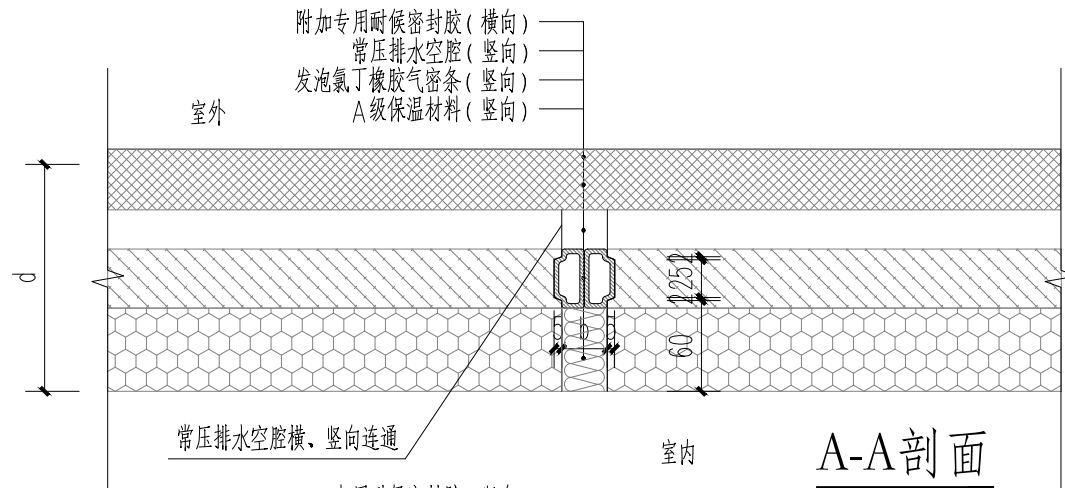 附加专用耐候密封胶(横向)
常压排水空腔(竖向)
发泡氯丁橡胶气密条(竖向)
A级保温材料(竖向)
室外
d
2 25 2
60
常压排水空腔横、竖向连通
室内
A-A剖面